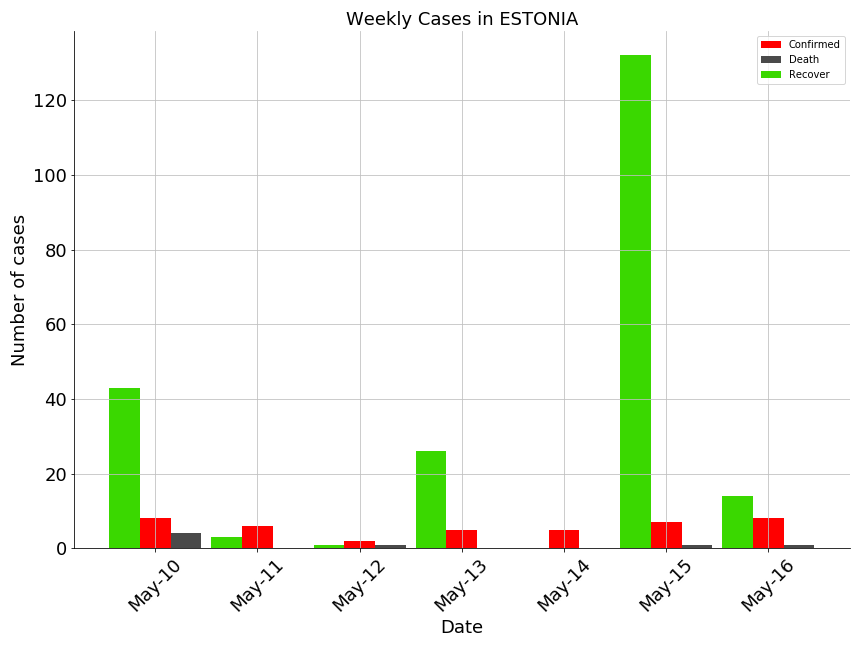 Weekly Cases in ESTONIA
Confirmed
Death
Recover
Number of cases
120
100
80
60
40
20
0
May-10
May-11
May-12
May-13
May-14
May-15
May-16
Date